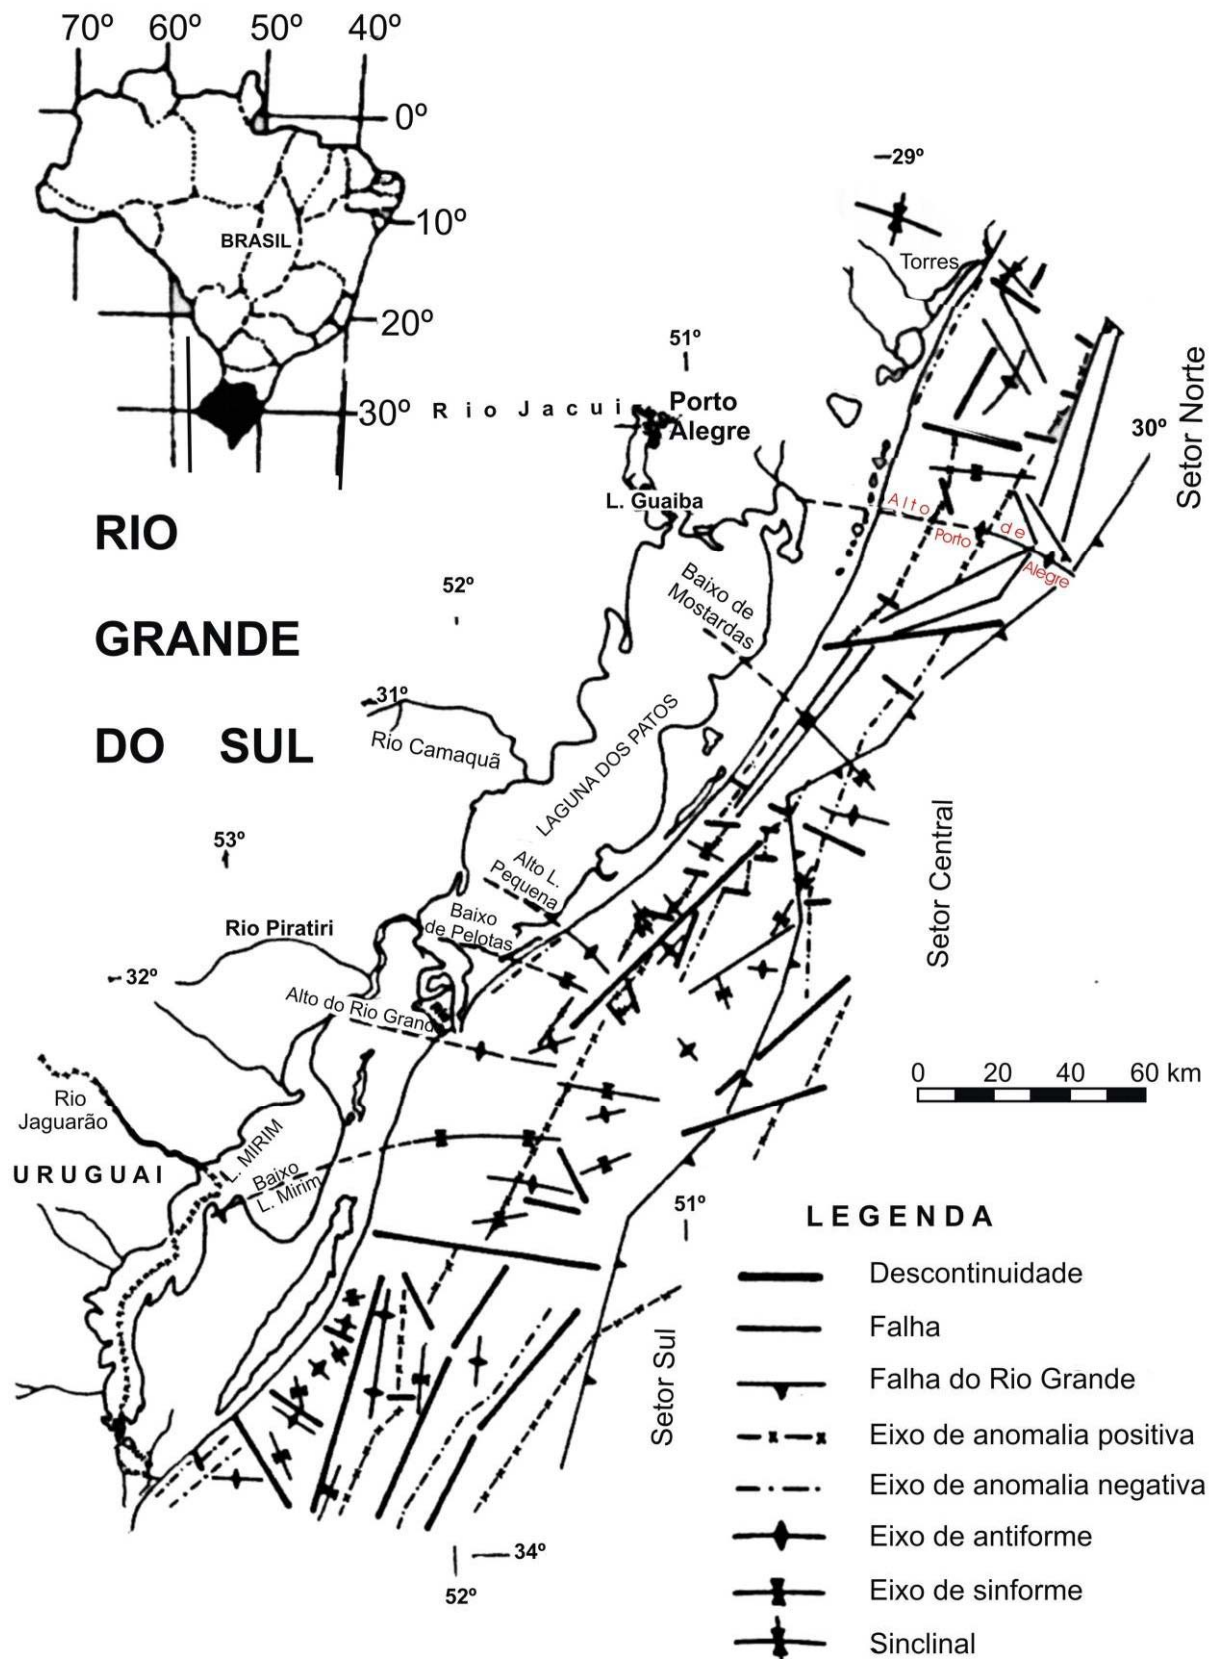 70º 60º 50º 40º
0º
10º
BRASIL
20º
30º
29º
Torres
51º
Rio Jacui
Porto
Alegre
30º
Setor Norte
L. Guaiba
Alto de
Porto Alegre
RIO
GRANDE
DO SUL
52º
Baixo de
Mostardas
31º
Rio Camaquã
LAGUNA DOS PATOS
53º
Alto L.
Pequena
Setor Central
Baixo
de Pelotas
Rio Piratiri
32º
Alto do Rio Grande
0 20 40 60 km
Rio
Jaguarão
L. MIRIM
URUGUAI
Baixo
L. Mirim
51º
Setor Sul
LEGENDA
Descontinuidade
Falha
Falha do Rio Grande
Eixo de anomalia positiva
Eixo de anomalia negativa
Eixo de antiforme
Eixo de sinforme
Sinclinal
34º
52º